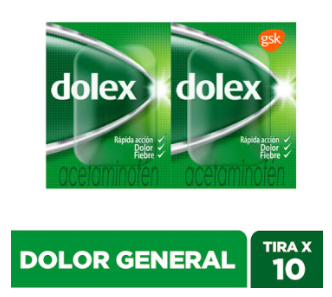 gsk
dolex dolex
Rápida acción ✓ Rápida acción ✓
Dolor ✓ Dolor ✓
Fiebre ✓ Fiebre ✓
acetaminofén acetaminofén
DOLOR GENERAL
TIRA X
10